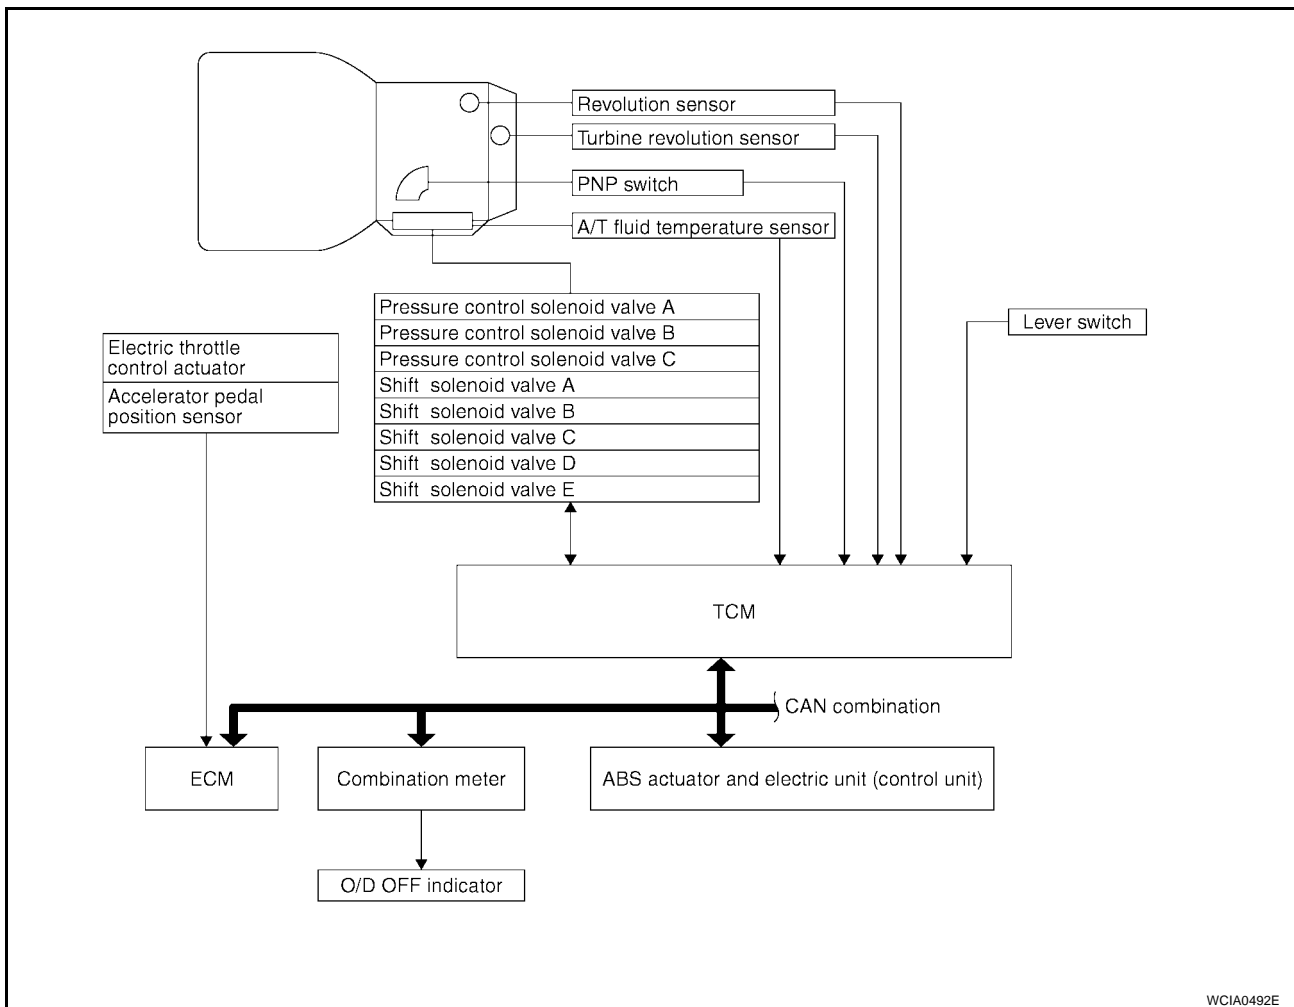 Revolution sensor
Turbine revolution sensor
PNP switch
A/T fluid temperature sensor
Pressure control solenoid valve A
Pressure control solenoid valve B
Pressure control solenoid valve C
Shift solenoid valve A
Shift solenoid valve B
Shift solenoid valve C
Shift solenoid valve D
Shift solenoid valve E
Lever switch
Electric throttle
control actuator
Accelerator pedal
position sensor
TCM
CAN combination
ECM
Combination meter
ABS actuator and electric unit (control unit)
O/D OFF indicator
WCIA0492E